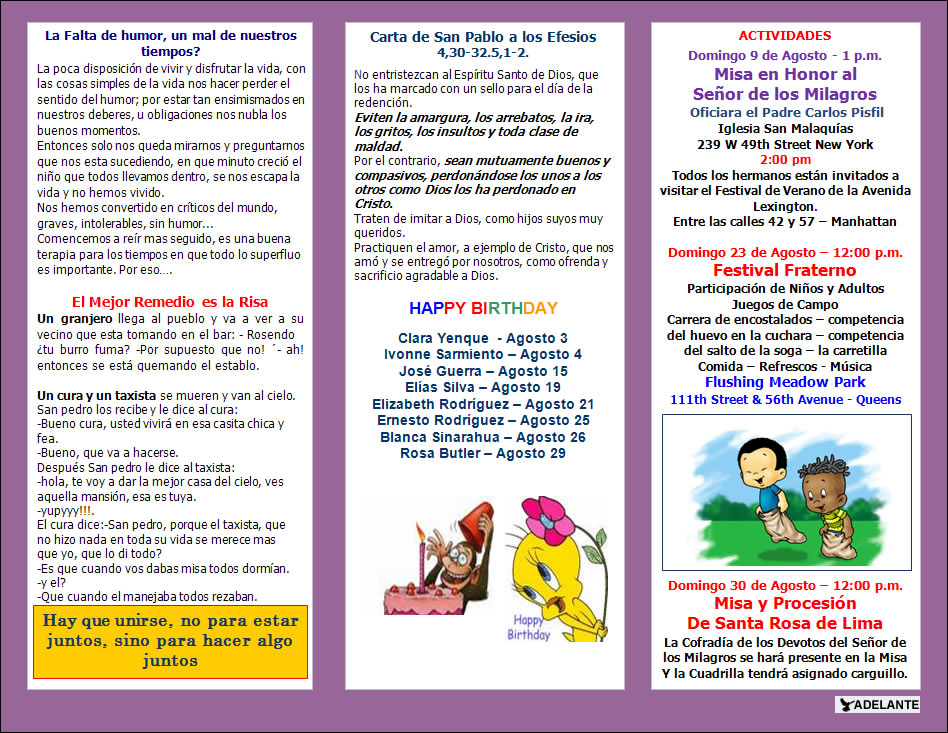 La Falta de humor, un mal de nuestros
tiempos?
La poca disposición de vivir y disfrutar la vida, con
las cosas simples de la vida nos hacer perder el
sentido del humor; por estar tan ensimismados en
nuestros deberes, u obligaciones nos nubla los
buenos momentos.
Entonces solo nos queda mirarnos y preguntarnos
que nos esta sucediendo, en que minuto creció el
niño que todos llevamos dentro, se nos escapa la
vida y no hemos vivido.
Nos hemos convertido en críticos del mundo,
graves, intolerables, sin humor...
Comencemos a reír mas seguido, es una buena
terapia para los tiempos en que todo lo superfluo
es importante. Por eso....
El Mejor Remedio es la Risa
Un granjero llega al pueblo y va a ver a su
vecino que esta tomando en el bar: - Rosendo
¿tu burro fuma? -Por supuesto que no! ´- ah!
entonces se está quemando el establo.
Un cura y un taxista se mueren y van al cielo.
San pedro los recibe y le dice al cura:
-Bueno cura, usted vivirá en esa casita chica y
fea.
-Bueno, que va a hacerse.
Después San pedro le dice al taxista:
-hola, te voy a dar la mejor casa del cielo, ves
aquella mansión, esa es tuya.
-yupyyy!!!.
El cura dice:-San pedro, porque el taxista, que
no hizo nada en toda su vida se merece mas
que yo, que lo di todo?
-Es que cuando vos dabas misa todos dormían.
-y el?
-Que cuando el manejaba todos rezaban.
Hay que unirse, no para estar
juntos, sino para hacer algo
juntos
Carta de San Pablo a los Efesios
4,30-32.5,1-2.
No entristezcan al Espíritu Santo de Dios, que
los ha marcado con un sello para el día de la
redención.
Eviten la amargura, los arrebatos, la ira,
los gritos, los insultos y toda clase de
maldad.
Por el contrario, sean mutuamente buenos y
compasivos, perdonándose los unos a los
otros como Dios los ha perdonado en
Cristo.
Traten de imitar a Dios, como hijos suyos muy
queridos.
Practiquen el amor, a ejemplo de Cristo, que nos
amó y se entregó por nosotros, como ofrenda y
sacrificio agradable a Dios.
HAPPY BIRTHDAY
Clara Yenque - Agosto 3
Ivonne Sarmiento – Agosto 4
José Guerra – Agosto 15
Elías Silva – Agosto 19
Elizabeth Rodríguez – Agosto 21
Ernesto Rodríguez – Agosto 25
Blanca Sinarahua – Agosto 26
Rosa Butler – Agosto 29
Happy
Birthday
ACTIVIDADES
Domingo 9 de Agosto - 1 p.m.
Misa en Honor al
Señor de los Milagros
Oficiara el Padre Carlos Pisfil
Iglesia San Malaquías
239 W 49th Street New York
2:00 pm
Todos los hermanos están invitados a
visitar el Festival de Verano de la Avenida
Lexington.
Entre las calles 42 y 57 – Manhattan
Domingo 23 de Agosto – 12:00 p.m.
Festival Fraterno
Participación de Niños y Adultos
Juegos de Campo
Carrera de encostalados – competencia
del huevo en la cuchara – competencia
del salto de la soga – la carretilla
Comida – Refrescos - Música
Flushing Meadow Park
111th Street & 56th Avenue - Queens
Domingo 30 de Agosto – 12:00 p.m.
Misa y Procesión
De Santa Rosa de Lima
La Cofradía de los Devotos del Señor de
los Milagros se hará presente en la Misa
Y la Cuadrilla tendrá asignado carguillo.
ADELANTE